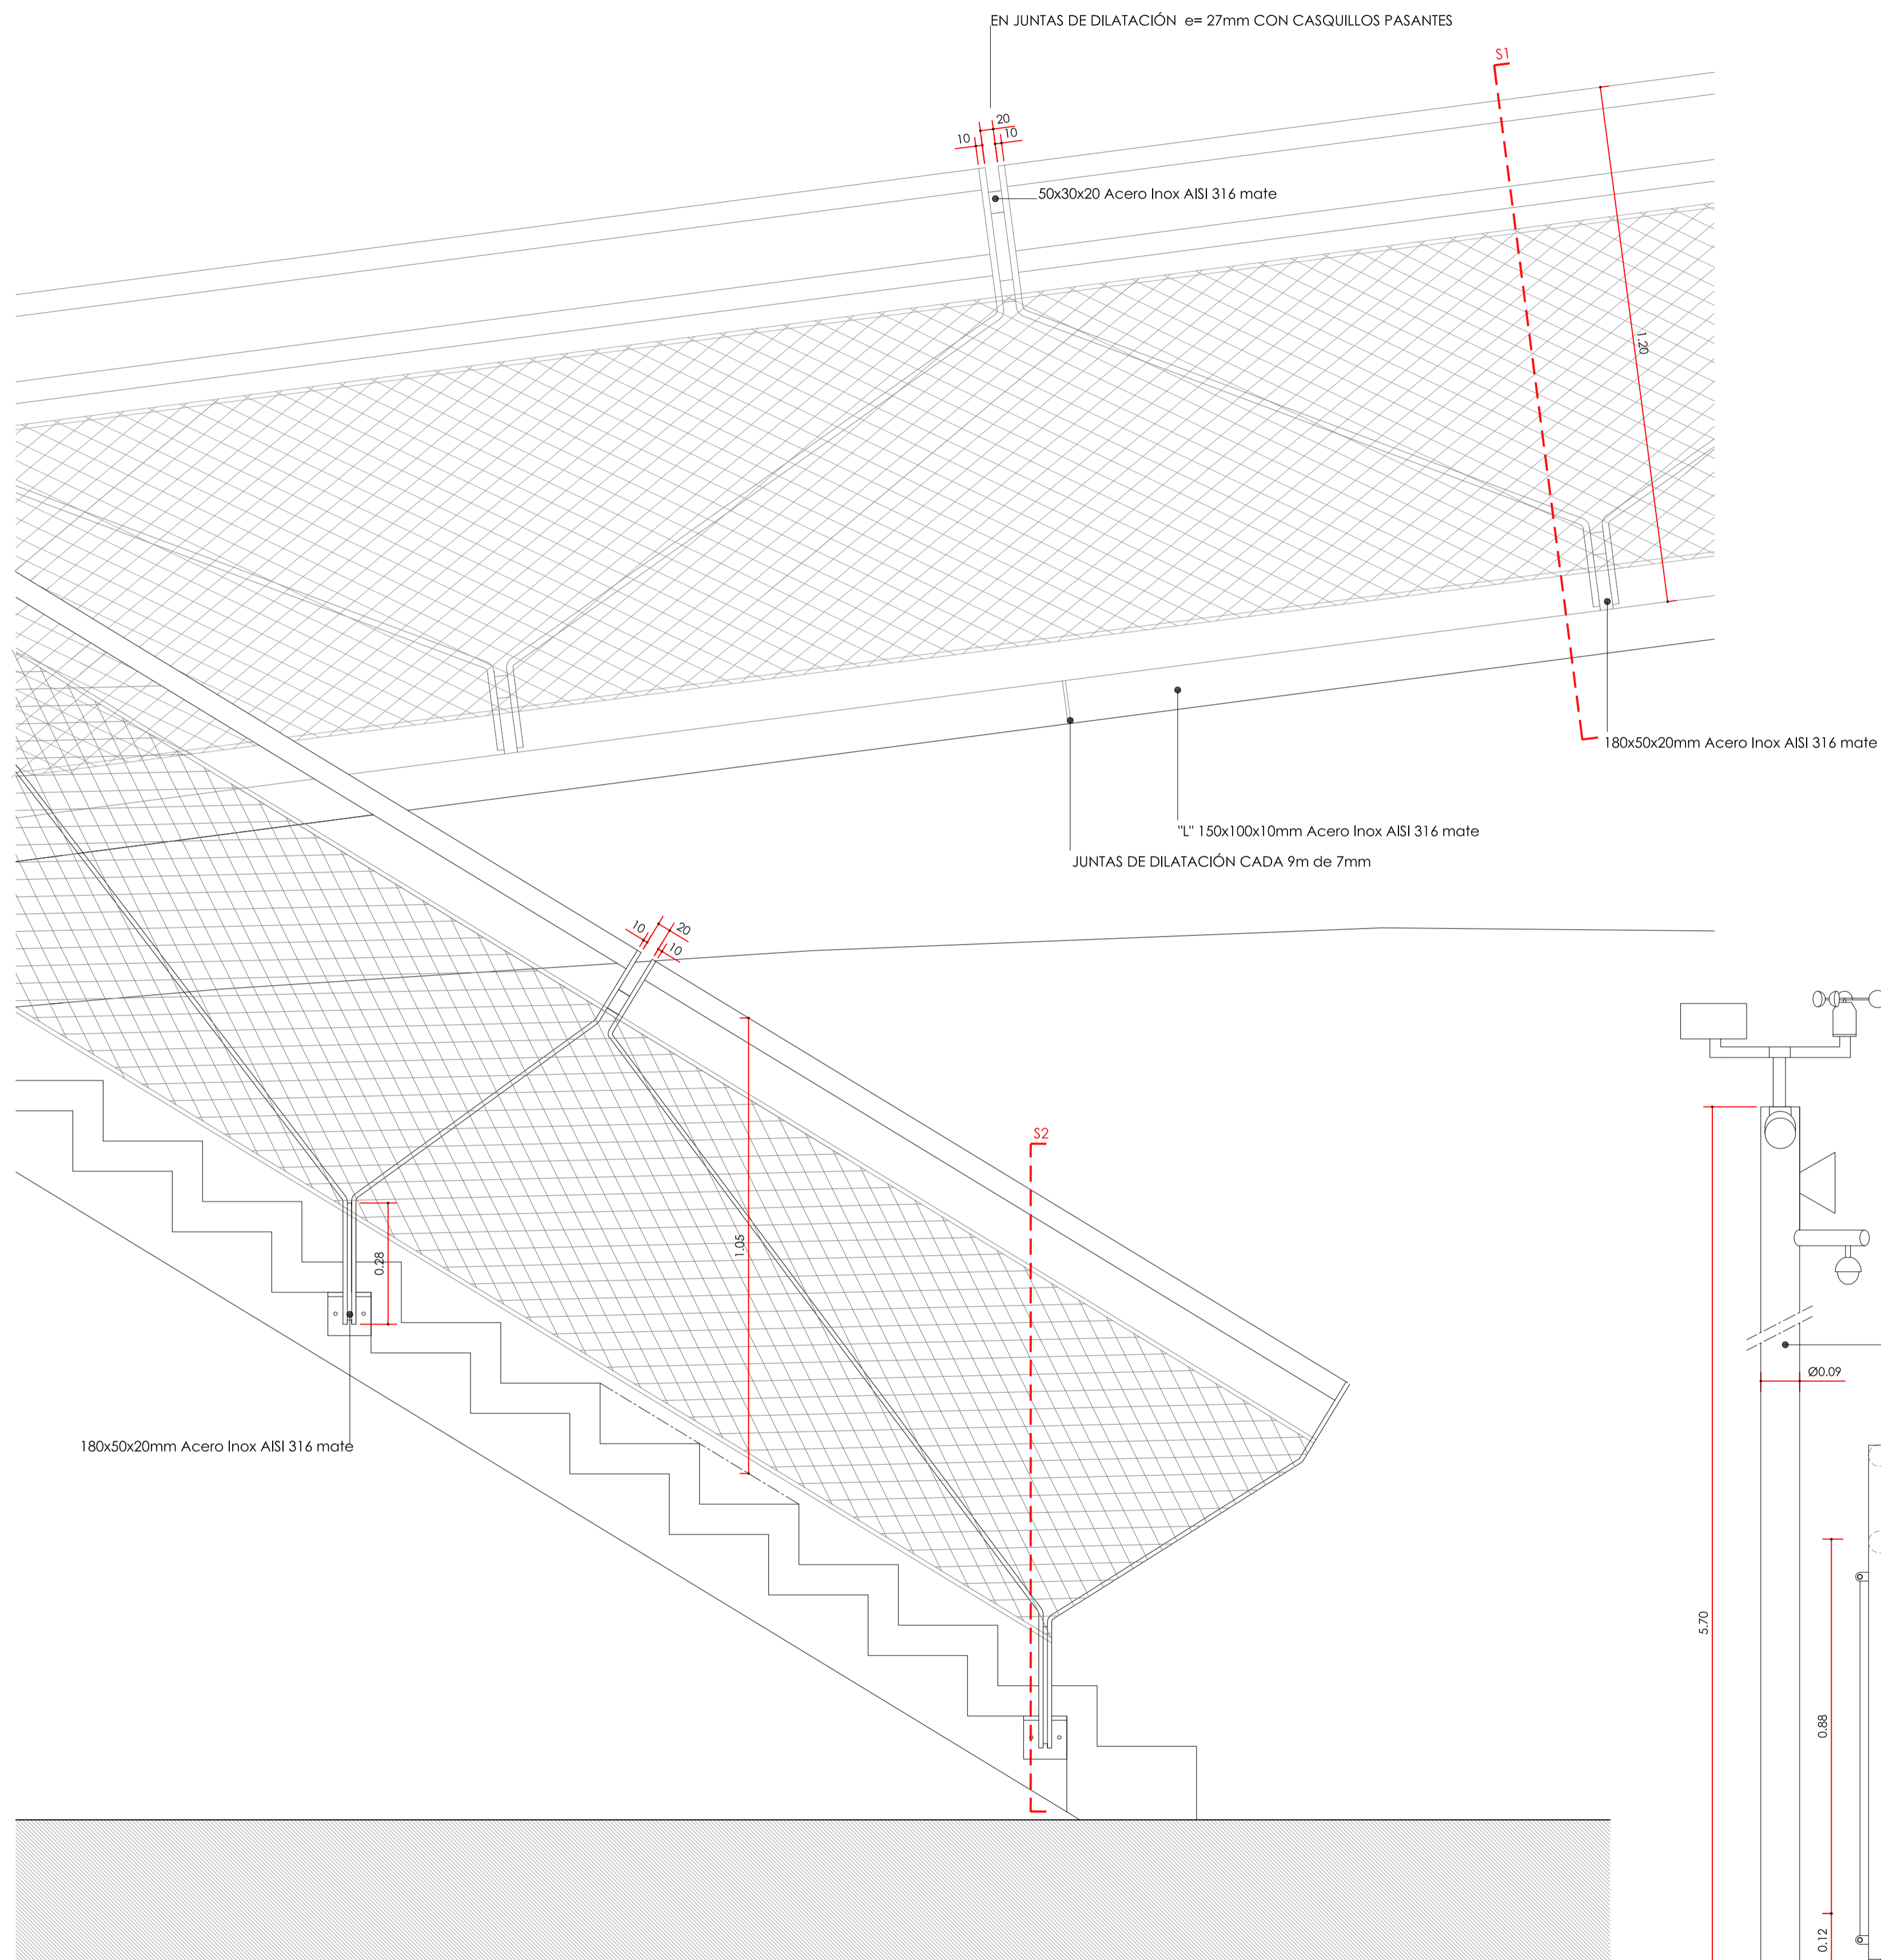 EN JUNTAS DE DILATACIÓN e= 27mm CON CASQUILLOS PASANTES
S1
20
10
10
50x30x20 Acero Inox AISI 316 mate
1.20
180x50x20mm Acero Inox AISI 316 mate
"L" 150x100x10mm Acero Inox AISI 316 mate
JUNTAS DE DILATACIÓN CADA 9m de 7mm
10
20
10
S2
1.05
0.28
180x50x20mm Acero Inox AISI 316 mate
Ø0.09
5.70
0.88
0.12